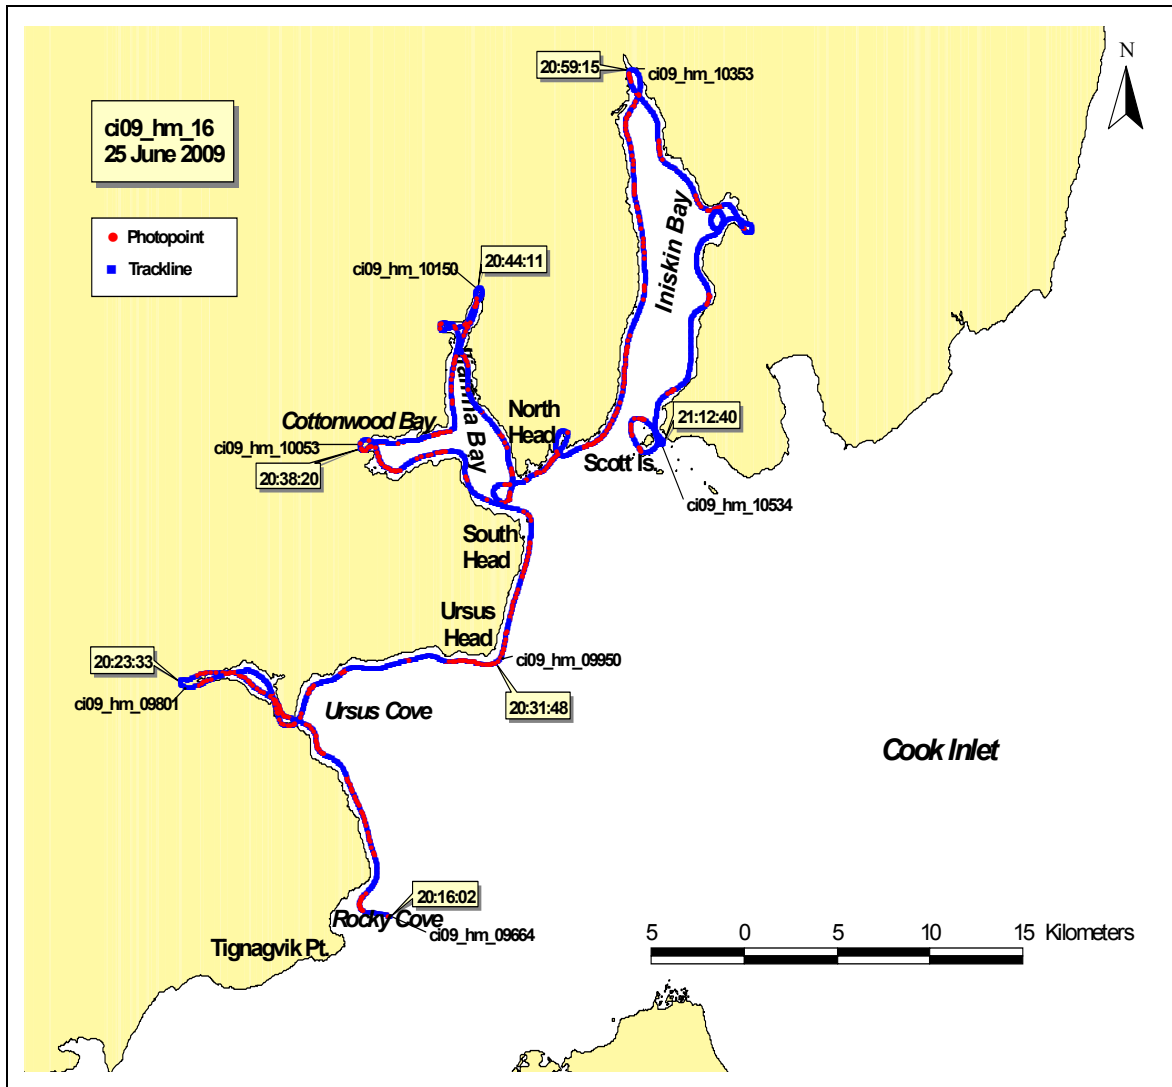 N
20:59:15
ci09_hm_10353
ci09_hm_16
25 June 2009
Photopoint
Trackline
20:44:11
ci09_hm_10150
Iniskin Bay
Cottonwood Bay
Bay
North
Head
ci09_hm_10053
20:38:20
21:12:40
Scott Is.
ci09_hm_10534
South
Head
Ursus
Head
20:23:33
ci09_hm_09801
ci09_hm_09950
20:31:48
Ursus Cove
Cook Inlet
20:16:02
Rocky Cove
ci09_hm_09664
Tignagvik Pt.
5 0 5 10 15 Kilometers